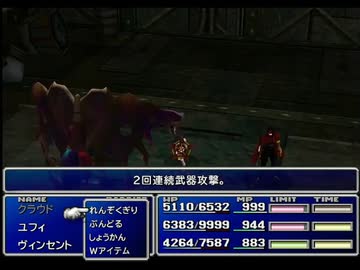 2回連続武器攻撃。
NAME HP MP LIMIT TIME
クラウド れんぞくぎり 5110/6532 999
ユフィ ぶんどる 6383/9999 944
しょうかん
ヴィンセント Wアイテム 4264/7587 883